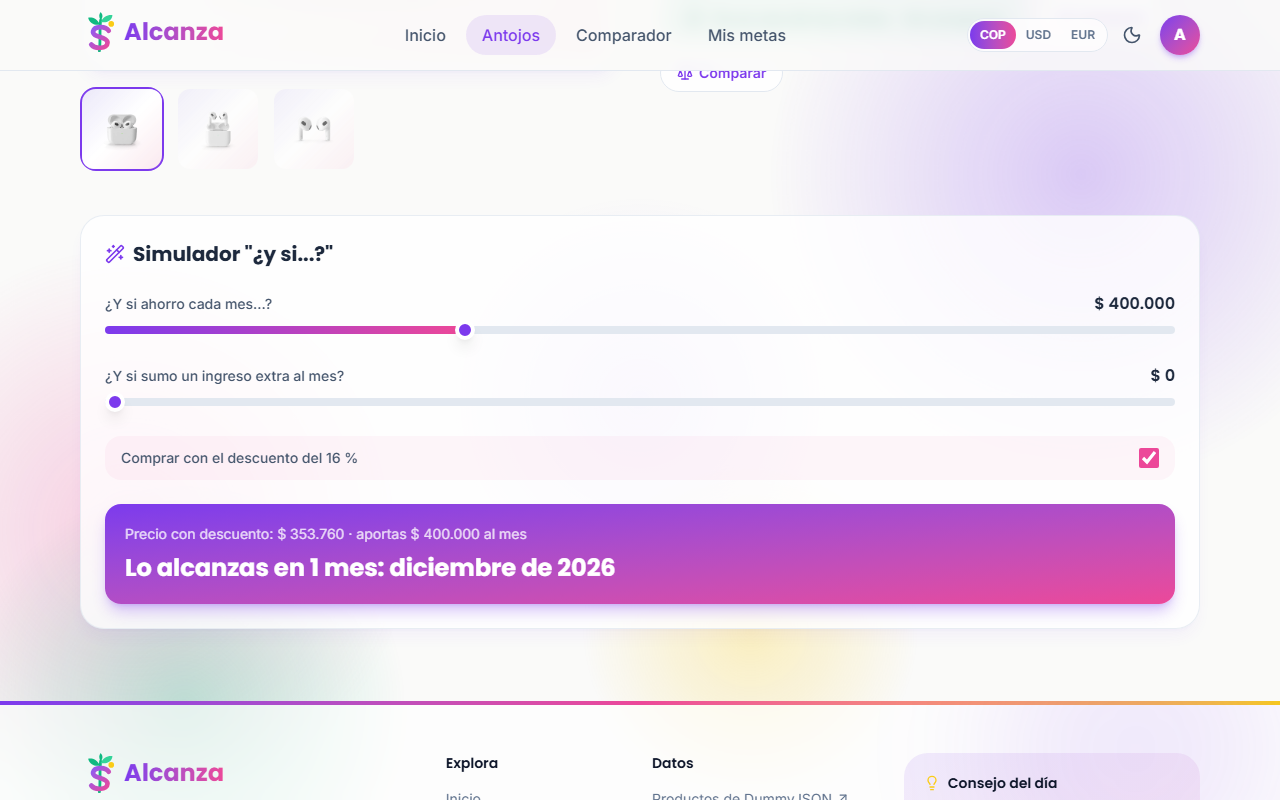 Alcanza
Inicio
Antojos
Comparador
Mis metas
COP
USD
EUR
A
Comparar
Simulador "¿y si...?"
¿Y si ahorro cada mes...?
$ 400.000
¿Y si sumo un ingreso extra al mes?
$ 0
Comprar con el descuento del 16 %
Precio con descuento: $ 353.760 · aportas $ 400.000 al mes
Lo alcanzas en 1 mes: diciembre de 2026
Alcanza
Explora
Datos
Consejo del día
Inicio
Productos de DummyJSON ↗